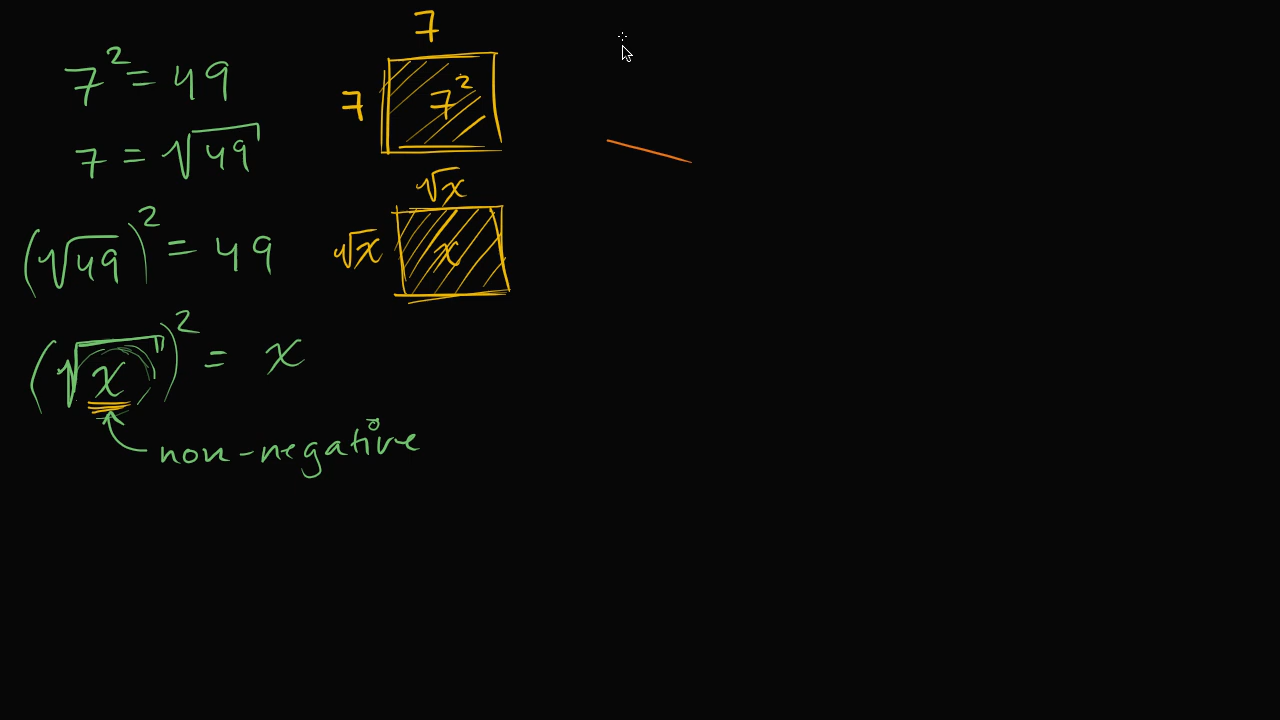 7² = 49
7 = √49
(√49)² = 49
(√x)² = x
non-negative
7
7
7²
√x
√x
x